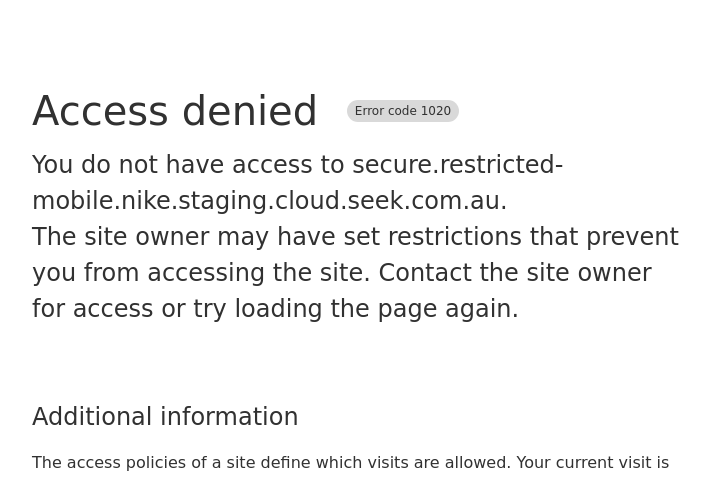 Access denied
Error code 1020
You do not have access to secure.restricted-
mobile.nike.staging.cloud.seek.com.au.
The site owner may have set restrictions that prevent
you from accessing the site. Contact the site owner
for access or try loading the page again.
Additional information
The access policies of a site define which visits are allowed. Your current visit is